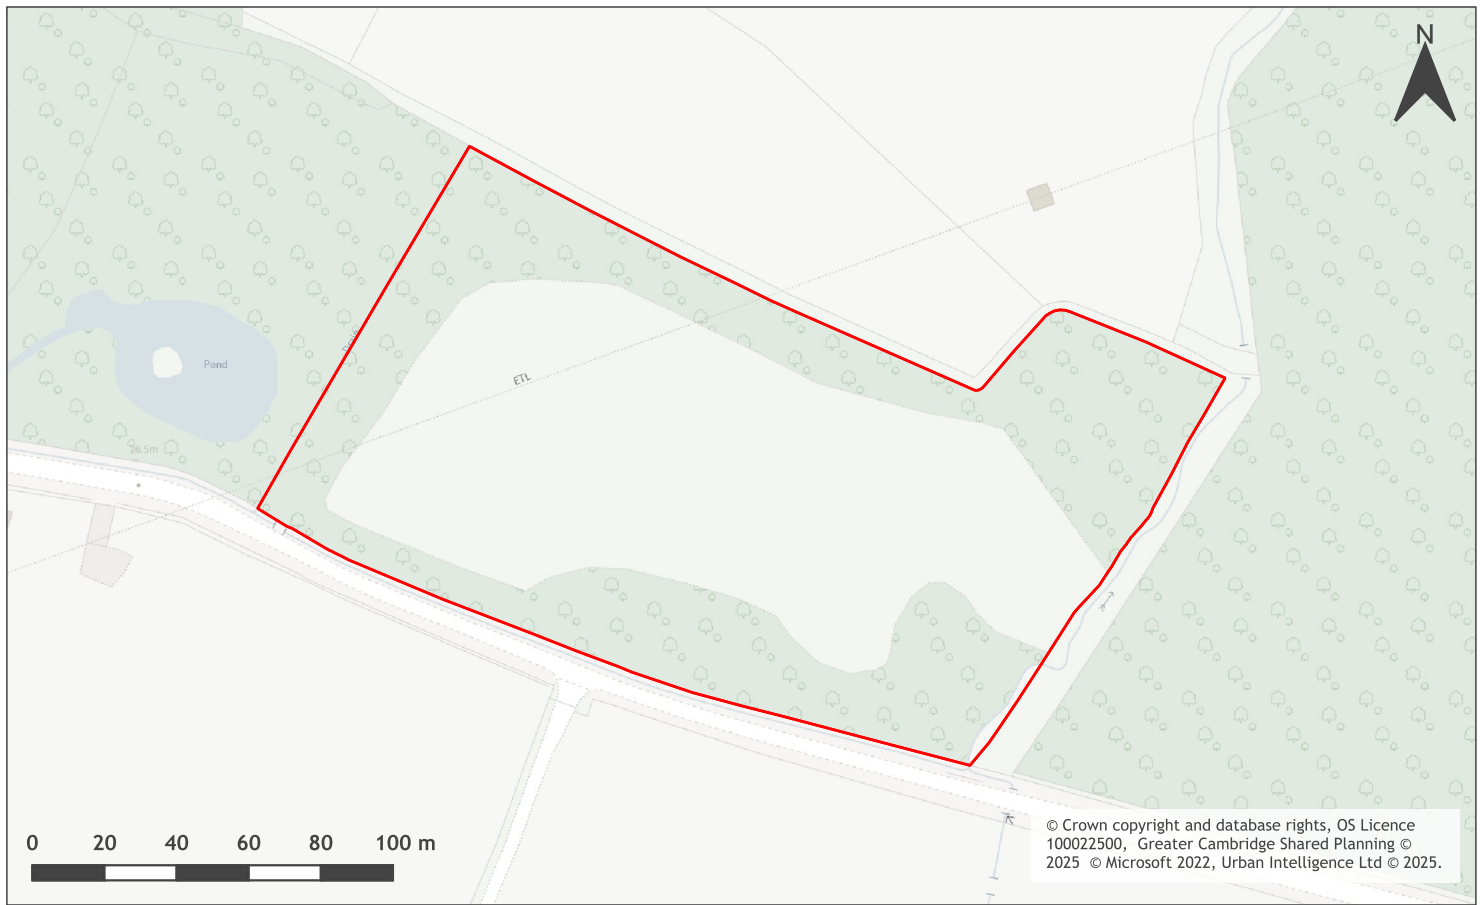 N
Pond
ETL
26.5m
0 20 40 60 80 100 m
© Crown copyright and database rights, OS Licence
100022500, Greater Cambridge Shared Planning ©
2025 © Microsoft 2022, Urban Intelligence Ltd © 2025.